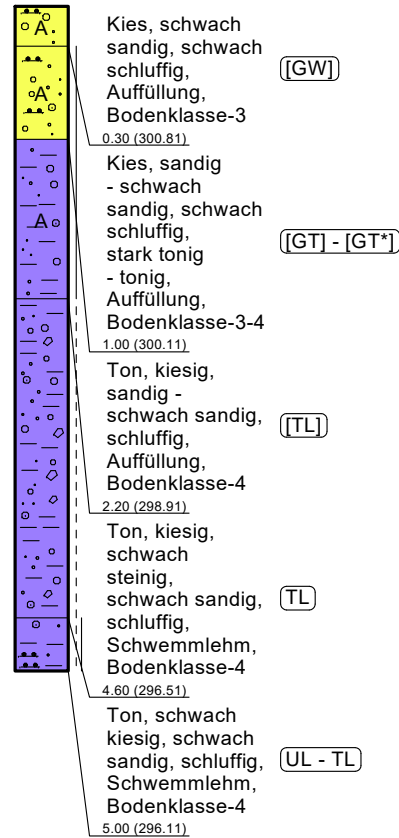 A
Kies, schwach
sandig, schwach
schluffig,
Auffüllung,
Bodenklasse-3
[GW]
0.30 (300.81)
A
Kies, sandig
- schwach
sandig, schwach
schluffig,
stark tonig
- tonig,
Auffüllung,
Bodenklasse-3-4
[GT] - [GT*]
1.00 (300.11)
A
Ton, kiesig,
sandig -
schwach sandig,
schluffig,
Auffüllung,
Bodenklasse-4
[TL]
2.20 (298.91)
Ton, kiesig,
schwach
steinig,
schwach sandig,
schluffig,
Schwemmlehm,
Bodenklasse-4
TL
4.60 (296.51)
Ton, schwach
kiesig, schwach
sandig, schluffig,
Schwemmlehm,
Bodenklasse-4
UL - TL
5.00 (296.11)